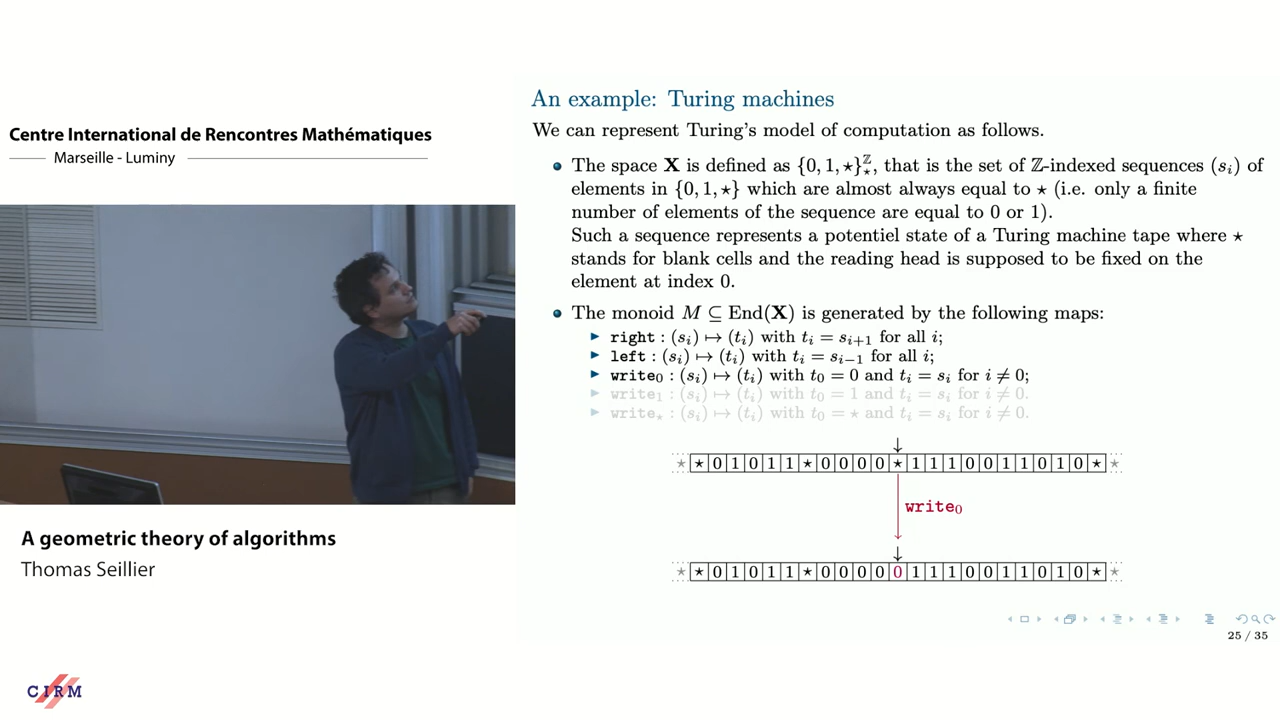 Centre International de Rencontres Mathématiques
Marseille - Luminy
A geometric theory of algorithms
Thomas Seillier
CIRM
An example: Turing machines
We can represent Turing's model of computation as follows.
• The space X is defined as {0, 1, ⋆}^ℤ_⋆, that is the set of ℤ-indexed sequences (s_i) of
elements in {0, 1, ⋆} which are almost always equal to ⋆ (i.e. only a finite
number of elements of the sequence are equal to 0 or 1).
Such a sequence represents a potentiel state of a Turing machine tape where ⋆
stands for blank cells and the reading head is supposed to be fixed on the
element at index 0.
• The monoid M ⊆ End(X) is generated by the following maps:
▶ right : (s_i) ↦ (t_i) with t_i = s_{i+1} for all i;
▶ left : (s_i) ↦ (t_i) with t_i = s_{i−1} for all i;
▶ write_0 : (s_i) ↦ (t_i) with t_0 = 0 and t_i = s_i for i ≠ 0;
▶ write_1 : (s_i) ↦ (t_i) with t_0 = 1 and t_i = s_i for i ≠ 0.
▶ write_⋆ : (s_i) ↦ (t_i) with t_0 = ⋆ and t_i = s_i for i ≠ 0.
↓
⋆ ⋆ 0 1 0 1 1 ⋆ 0 0 0 0 ⋆ 1 1 1 0 0 1 1 0 1 0 ⋆ ⋆
write_0
↓
⋆ ⋆ 0 1 0 1 1 ⋆ 0 0 0 0 0 1 1 1 0 0 1 1 0 1 0 ⋆ ⋆
25 / 35